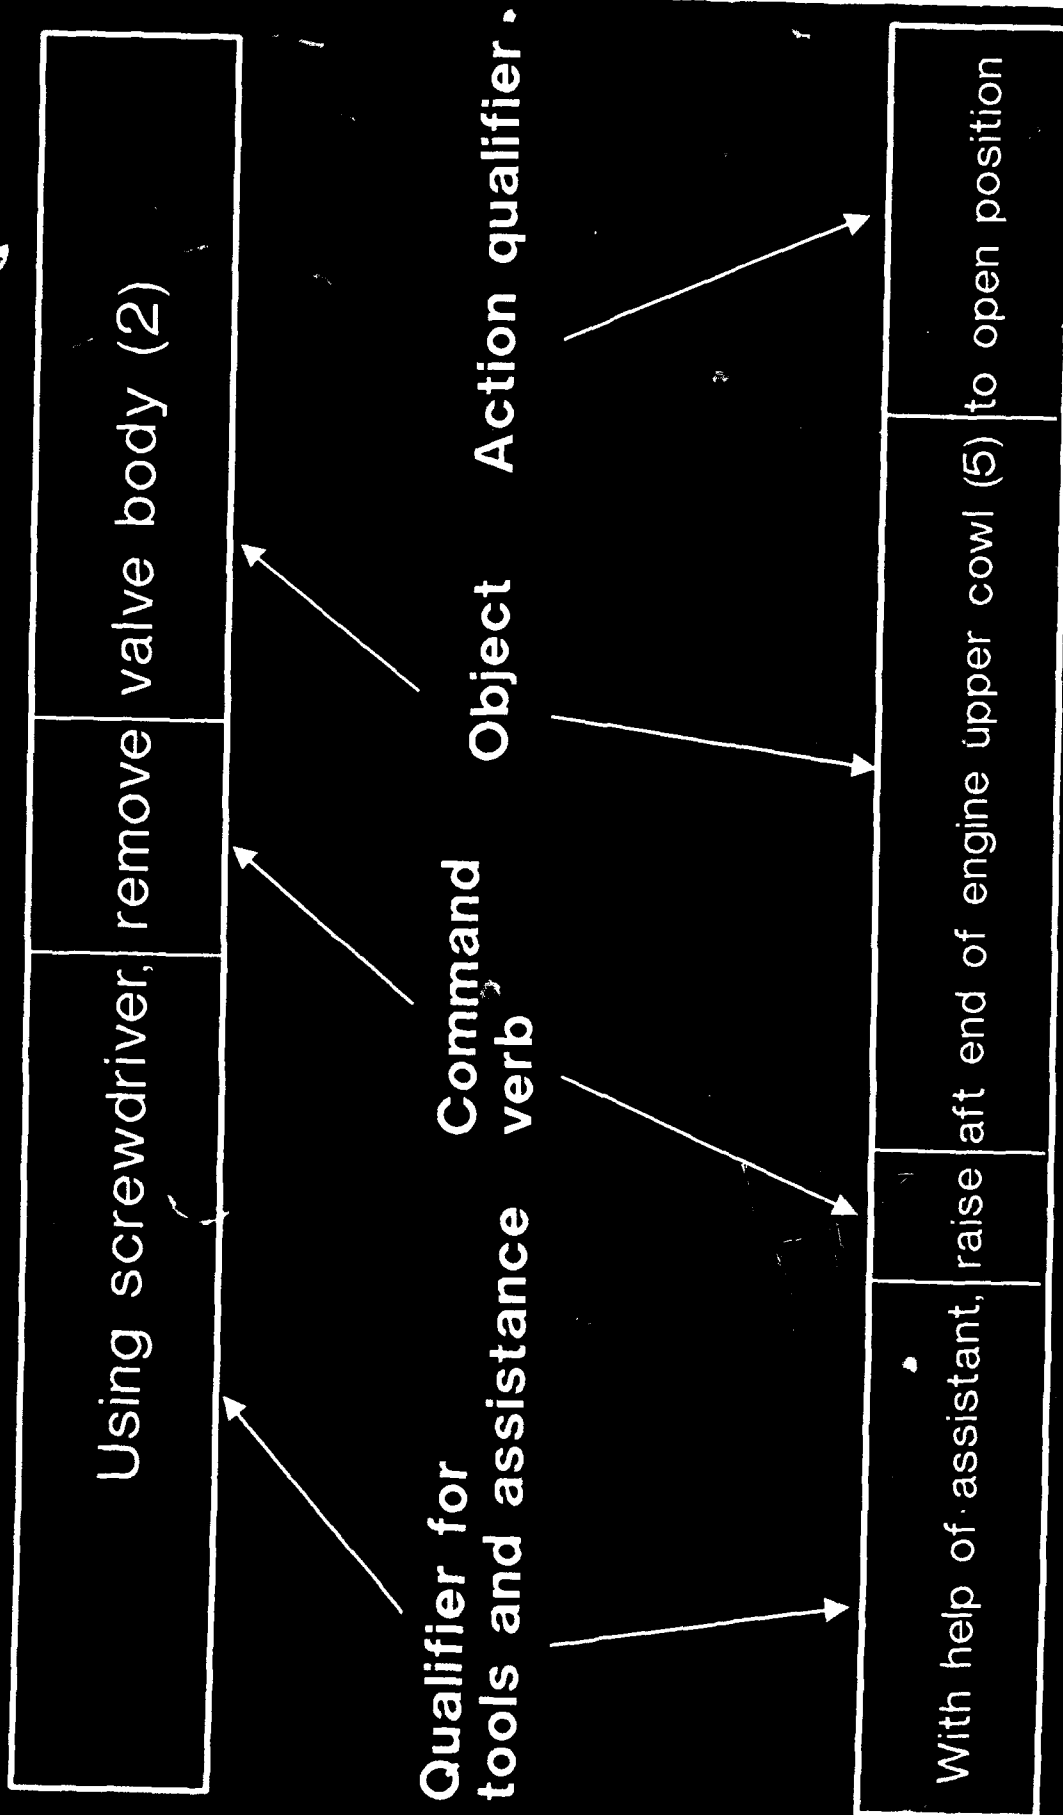 Using screwdriver, remove valve body (2)
Qualifier for
tools and assistance
Command
verb
Object
Action qualifier
With help of assistant, raise aft end of engine upper cowl (5) to open position